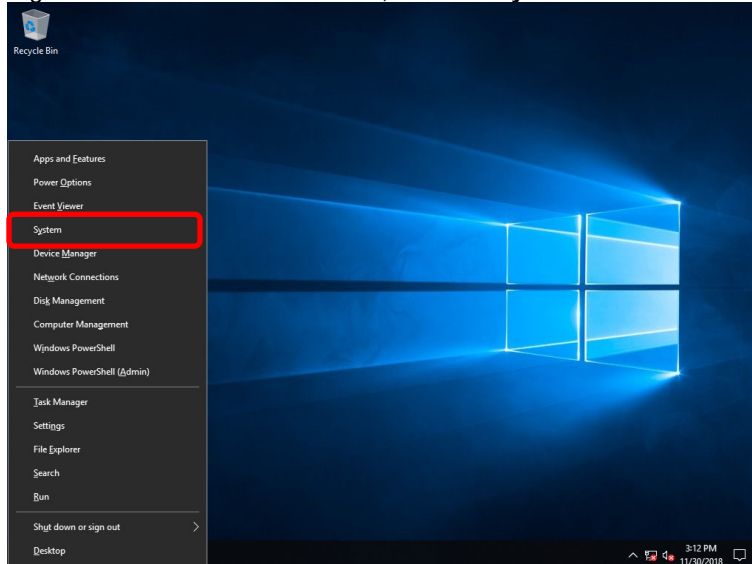 Recycle Bin
Apps and Features
Power Options
Event Viewer
System
Device Manager
Network Connections
Disk Management
Computer Management
Windows PowerShell
Windows PowerShell (Admin)
Task Manager
Settings
File Explorer
Search
Run
Shut down or sign out
Desktop
3:12 PM
11/30/2018